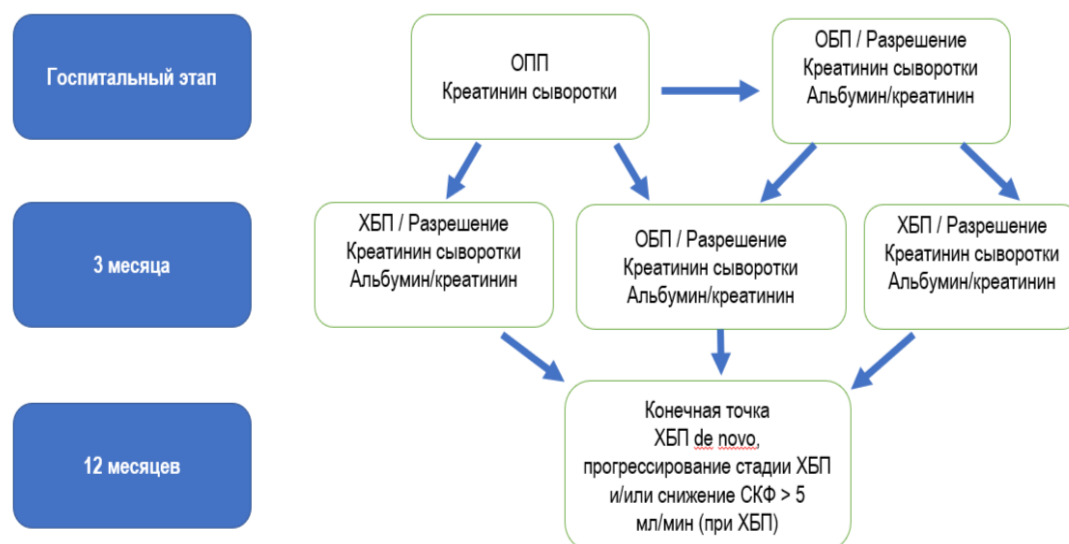 Госпитальный этап
ОПП
Креатинин сыворотки
ОБП / Разрешение
Креатинин сыворотки
Альбумин/креатинин
3 месяца
ХБП / Разрешение
Креатинин сыворотки
Альбумин/креатинин
ОБП / Разрешение
Креатинин сыворотки
Альбумин/креатинин
ХБП / Разрешение
Креатинин сыворотки
Альбумин/креатинин
12 месяцев
Конечная точка
ХБП de novo,
прогрессирование стадии ХБП
и/или снижение СКФ > 5
мл/мин (при ХБП)